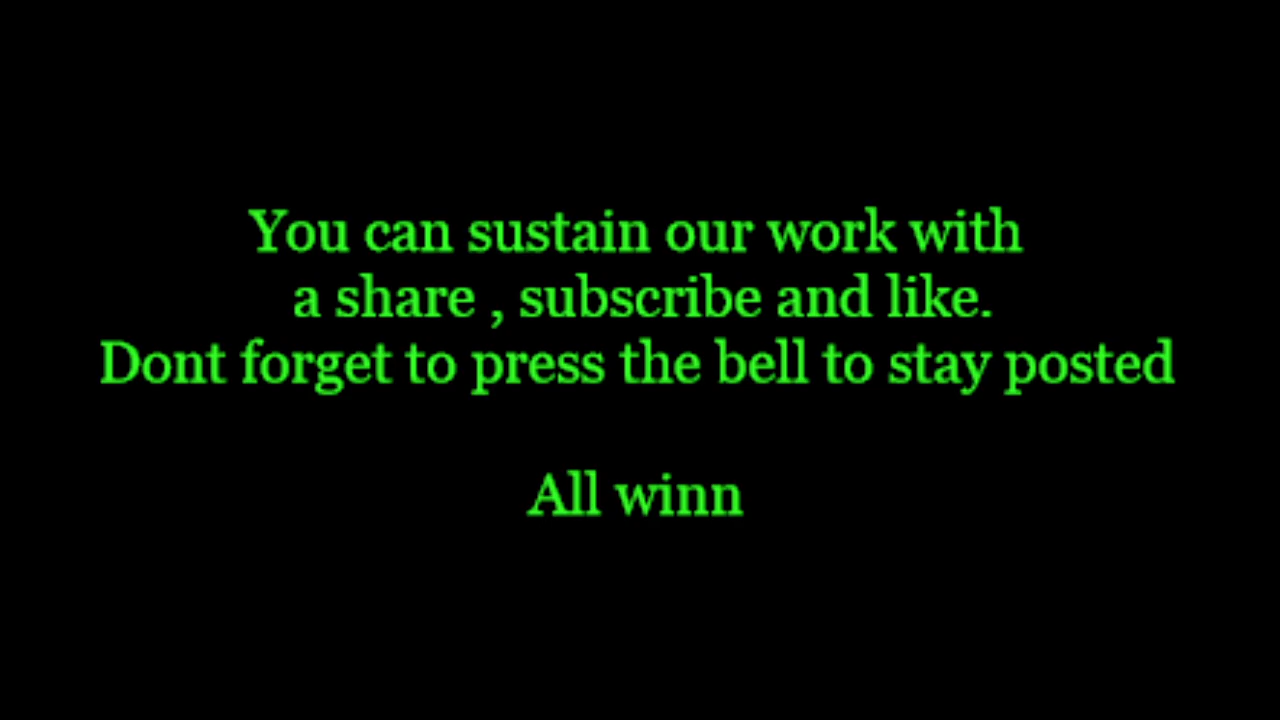 You can sustain our work with
a share , subscribe and like.
Dont forget to press the bell to stay posted
All winn